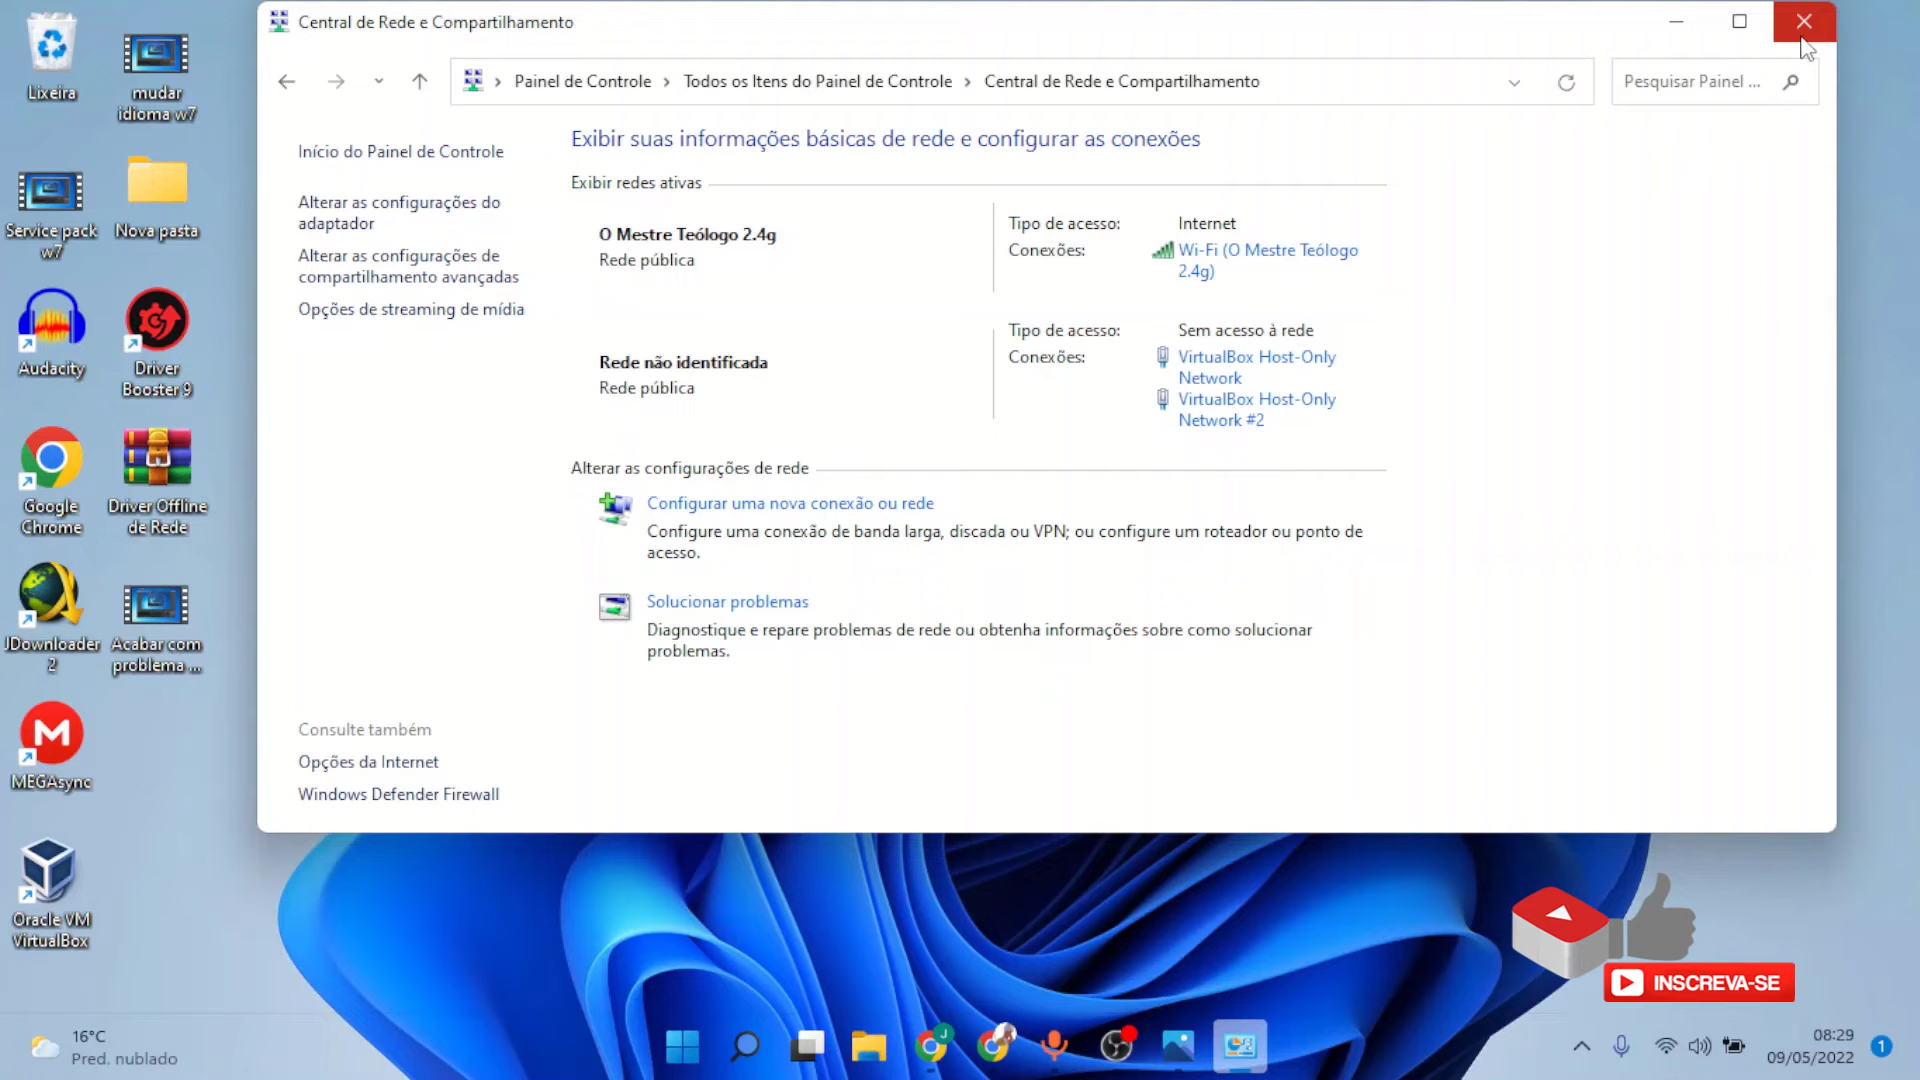 Central de Rede e Compartilhamento
Painel de Controle > Todos os Itens do Painel de Controle > Central de Rede e Compartilhamento
Pesquisar Painel ...
Início do Painel de Controle
Alterar as configurações do
adaptador
Alterar as configurações de
compartilhamento avançadas
Opções de streaming de mídia
Exibir suas informações básicas de rede e configurar as conexões
Exibir redes ativas
O Mestre Teólogo 2.4g
Rede pública
Tipo de acesso: Internet
Conexões: Wi-Fi (O Mestre Teólogo
2.4g)
Rede não identificada
Rede pública
Tipo de acesso: Sem acesso à rede
Conexões: VirtualBox Host-Only
Network
VirtualBox Host-Only
Network #2
Alterar as configurações de rede
Configurar uma nova conexão ou rede
Configure uma conexão de banda larga, discada ou VPN; ou configure um roteador ou ponto de
acesso.
Solucionar problemas
Diagnostique e repare problemas de rede ou obtenha informações sobre como solucionar
problemas.
Consulte também
Opções da Internet
Windows Defender Firewall
Lixeira
mudar
idioma w7
Service pack
w7
Nova pasta
Audacity
Driver
Booster 9
Google
Chrome
Driver Offline
de Rede
JDownloader
2
Acabar com
problema ...
MEGAsync
Oracle VM
VirtualBox
INSCREVA-SE
16°C
Pred. nublado
J
08:29
09/05/2022
1